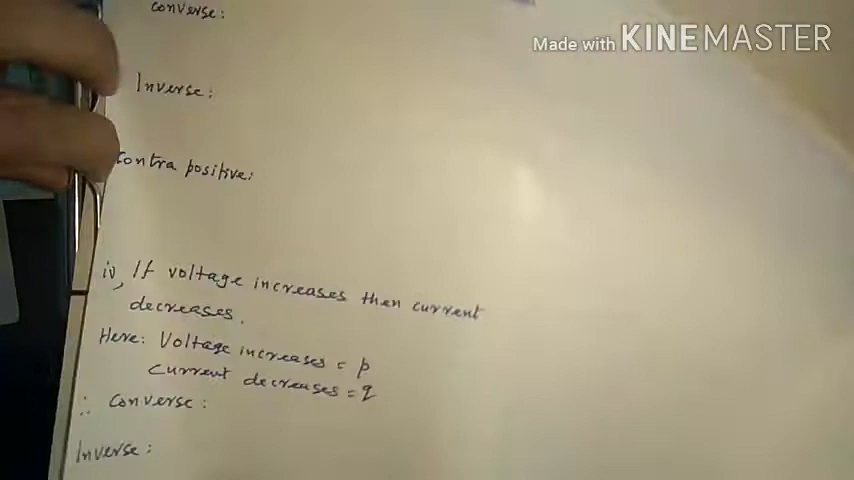 converse:
Made with KINEMASTER
Inverse:
Contra positive:
iv, If voltage increases then current
decreases.
Here: Voltage increases = p
Current decreases = q
∴ Converse:
Inverse: